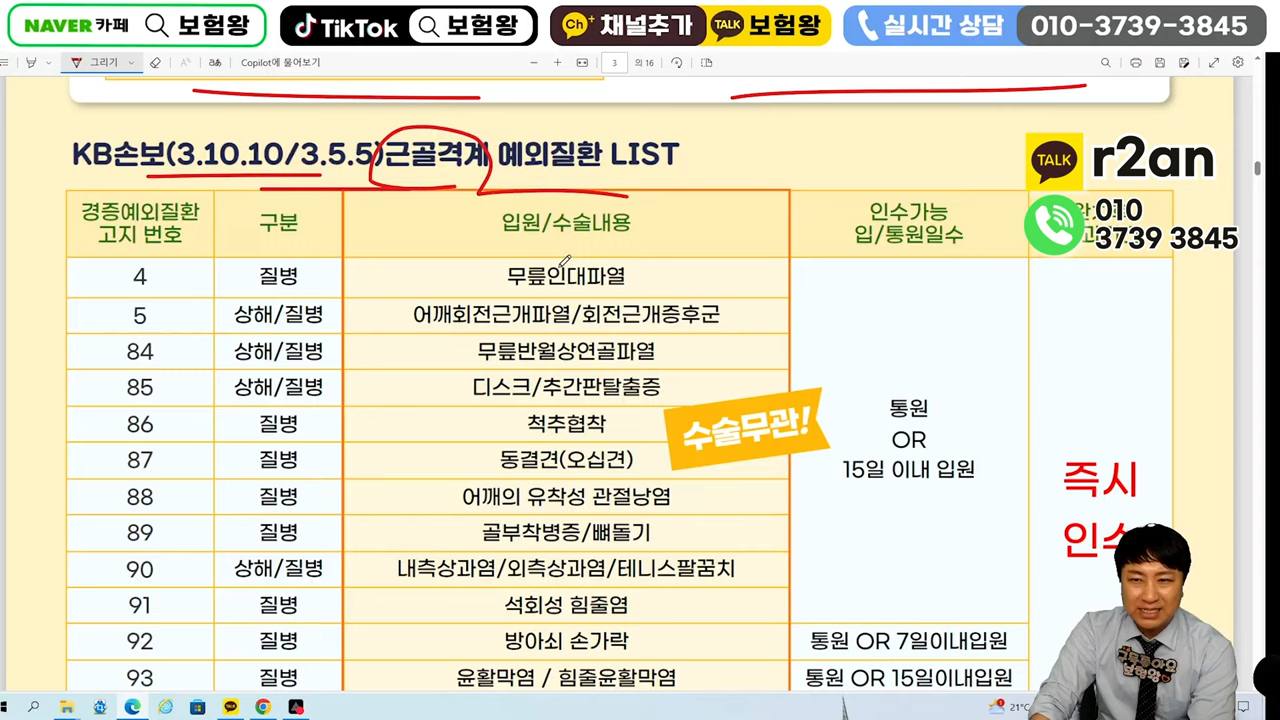 NAVER 카페 보험왕
TikTok 보험왕
Ch+ 채널추가 TALK 보험왕
실시간 상담 010-3739-3845
그리기
Copilot에 물어보기
3 의 16
KB손보(3.10.10/3.5.5)근골격계 예외질환 LIST
TALK r2an
010
3739 3845
경증예외질환
고지 번호
구분
입원/수술내용
인수가능
입/통원일수
4 질병 무릎인대파열
5 상해/질병 어깨회전근개파열/회전근개증후군
84 상해/질병 무릎반월상연골파열
85 상해/질병 디스크/추간판탈출증
86 질병 척추협착
87 질병 동결견(오십견)
88 질병 어깨의 유착성 관절낭염
89 질병 골부착병증/뼈돌기
90 상해/질병 내측상과염/외측상과염/테니스팔꿈치
91 질병 석회성 힘줄염
수술무관!
통원
OR
15일 이내 입원
92 질병 방아쇠 손가락 통원 OR 7일이내입원
93 질병 윤활막염 / 힘줄윤활막염 통원 OR 15일이내입원
즉시
인수
보험왕
21°C